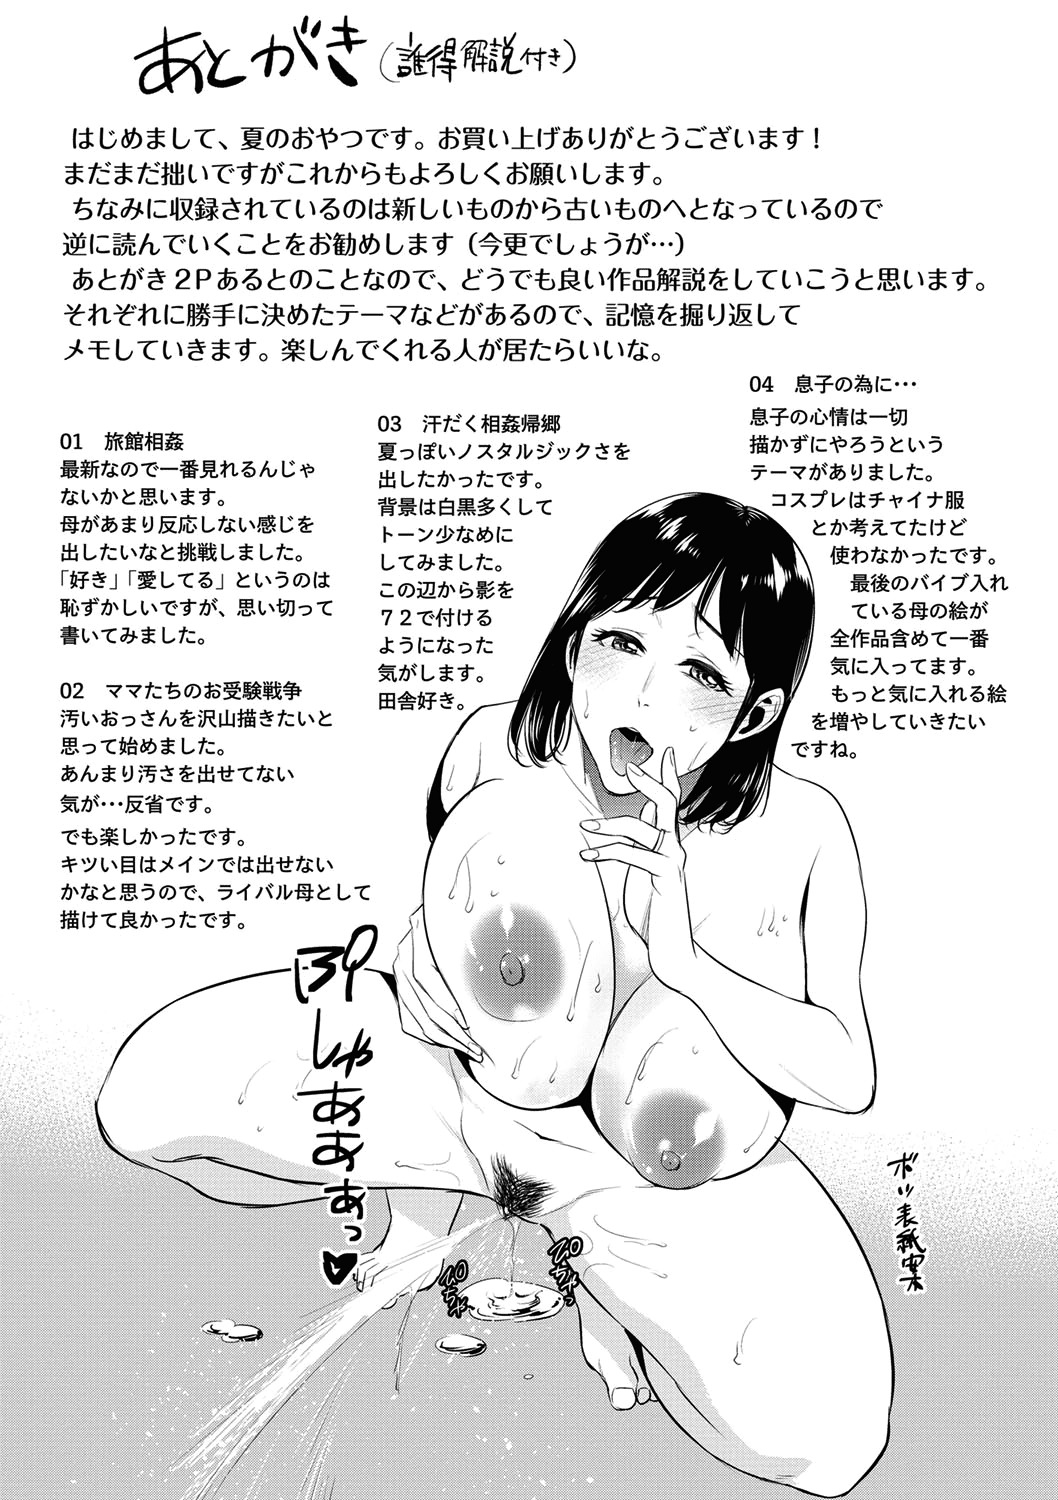 あとがき(誰得解説付き)
はじめまして、夏のおやつです。お買い上げありがとうございます！
まだまだ拙いですがこれからもよろしくお願いします。
ちなみに収録されているのは新しいものから古いものへとなっているので
逆に読んでいくことをお勧めします（今更でしょうが…）
あとがき２Ｐあるとのことなので、どうでも良い作品解説をしていこうと思います。
それぞれに勝手に決めたテーマなどがあるので、記憶を掘り返して
メモしていきます。楽しんでくれる人が居たらいいな。
01　旅館相姦
最新なので一番見れるんじゃ
ないかと思います。
母があまり反応しない感じを
出したいなと挑戦しました。
「好き」「愛してる」というのは
恥ずかしいですが、思い切って
書いてみました。
02　ママたちのお受験戦争
汚いおっさんを沢山描きたいと
思って始めました。
あんまり汚さを出せてない
気が…反省です。
でも楽しかったです。
キツい目はメインでは出せない
かなと思うので、ライバル母として
描けて良かったです。
03　汗だく相姦帰郷
夏っぽいノスタルジックさを
出したかったです。
背景は白黒多くして
トーン少なめに
してみました。
この辺から影を
７２で付ける
ようになった
気がします。
田舎好き。
04　息子の為に…
息子の心情は一切
描かずにやろうという
テーマがありました。
コスプレはチャイナ服
とか考えてたけど
使わなかったです。
最後のバイブ入れ
ている母の絵が
全作品含めて一番
気に入ってます。
もっと気に入れる絵
を増やしていきたい
ですね。
ぷしゃあああっ♥
ぴちゃ
ぴちゃっ
ボツ表紙案